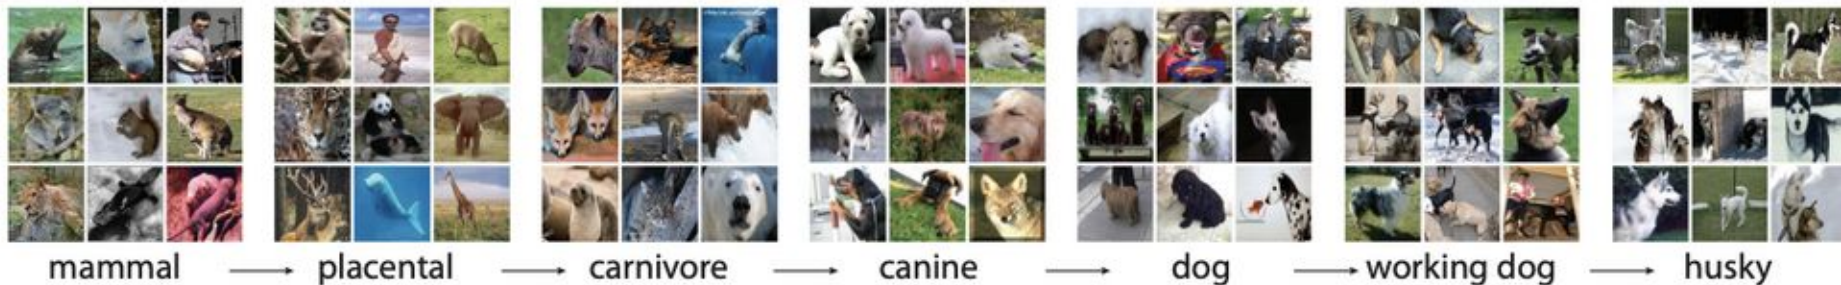 mammal → placental → carnivore → canine → dog → working dog → husky